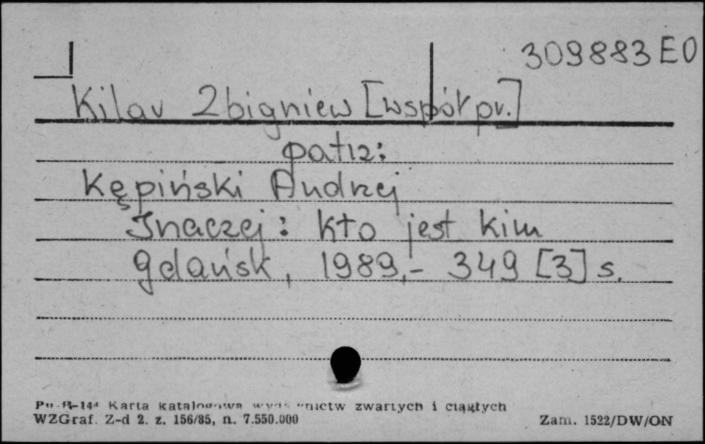 309883 EO
Kilar Zbigniew [współpr.]
patrz:
Kępiński Andrzej
Inaczej: Kto jest kim
Gdańsk, 1989,- 349 [3] s.
Karta katalogowa zwartych i ciągłych
WZGraf. Z-d 2. z. 156/85, n. 7.550.000
Zam. 1522/DW/ON